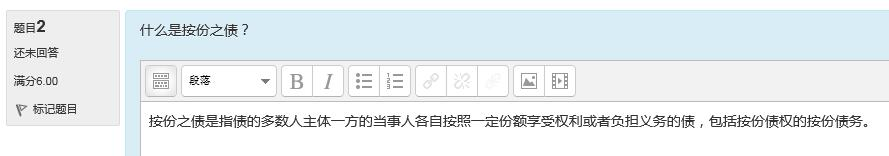 题目2
还未回答
满分6.00
标记题目
什么是按份之债？
段落
B I
按份之债是指债的多数人主体一方的当事人各自按照一定份额享受权利或者负担义务的债，包括按份债权的按份债务。